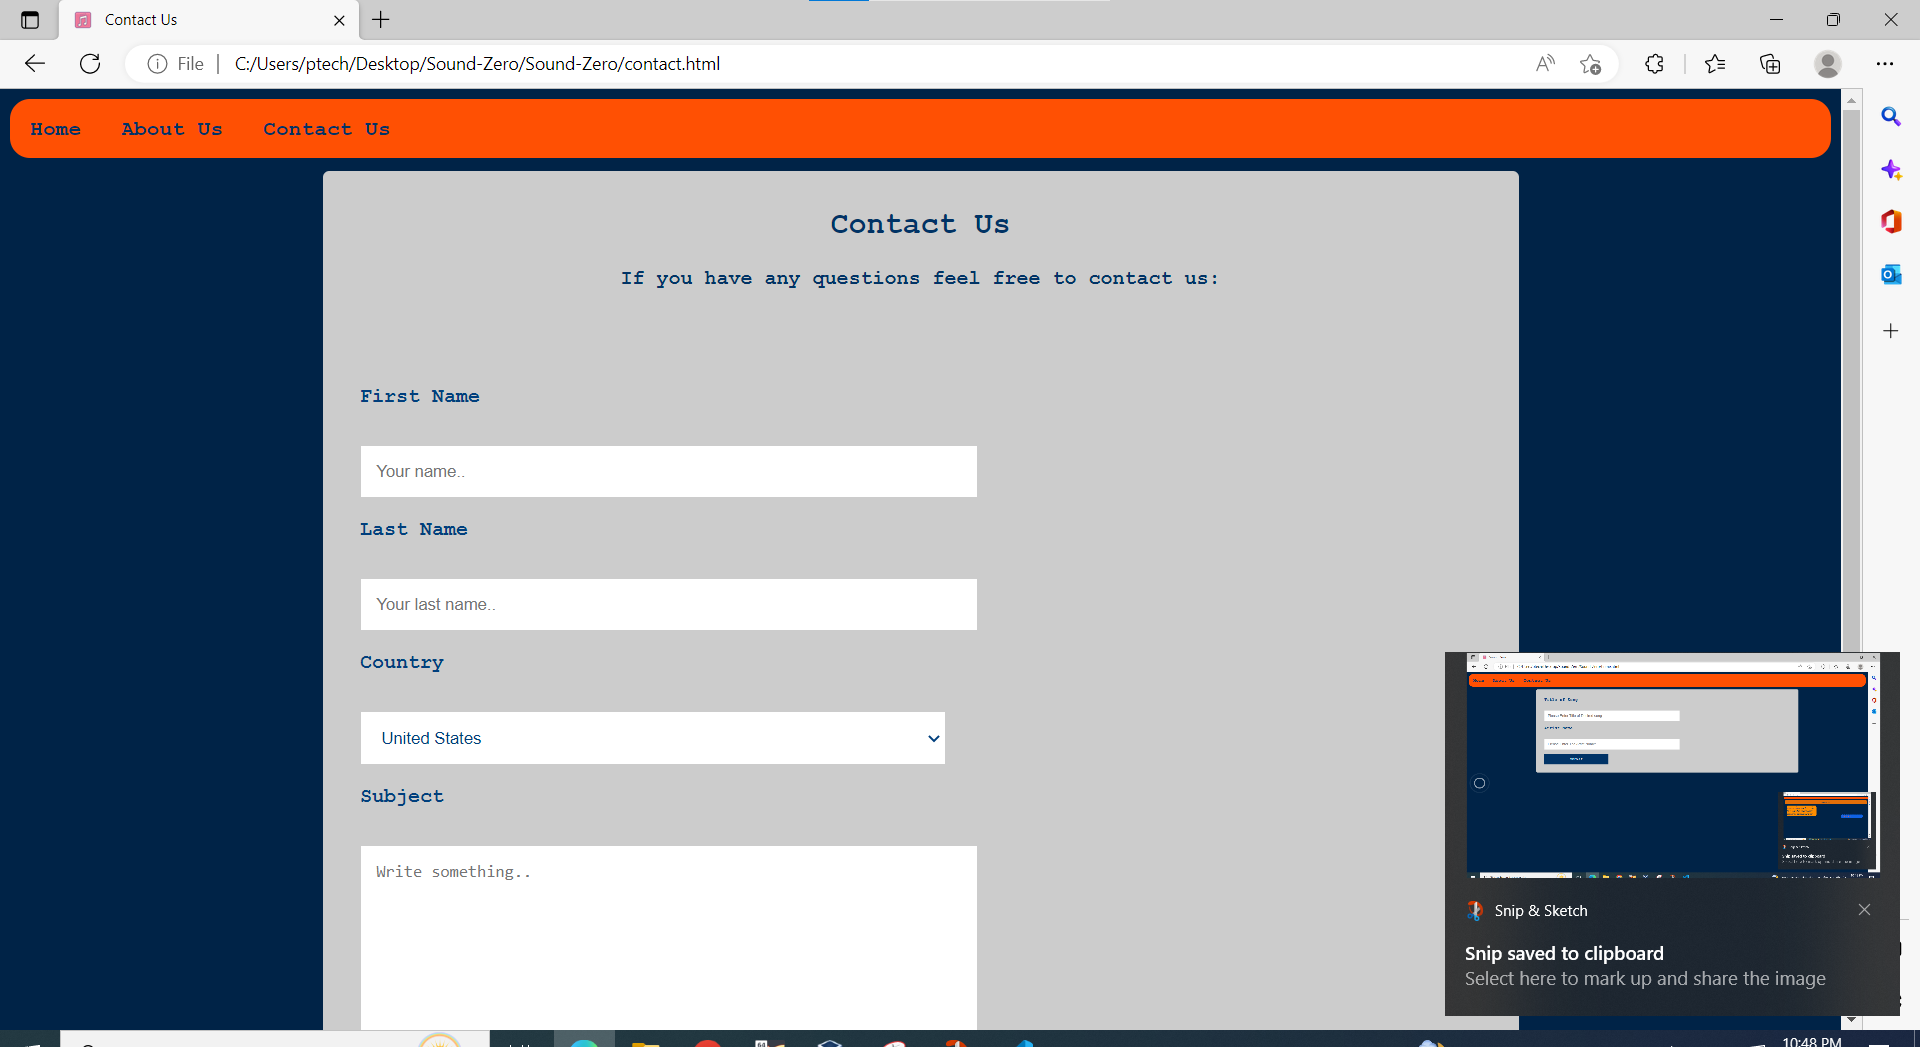 Contact Us
File
C:/Users/ptech/Desktop/Sound-Zero/Sound-Zero/contact.html
Home About Us Contact Us
Contact Us
If you have any questions feel free to contact us:
First Name
Your name..
Last Name
Your last name..
Country
United States
Subject
Write something..
Title of Song
Snip & Sketch
Snip saved to clipboard
Select here to mark up and share the image
10:48 PM